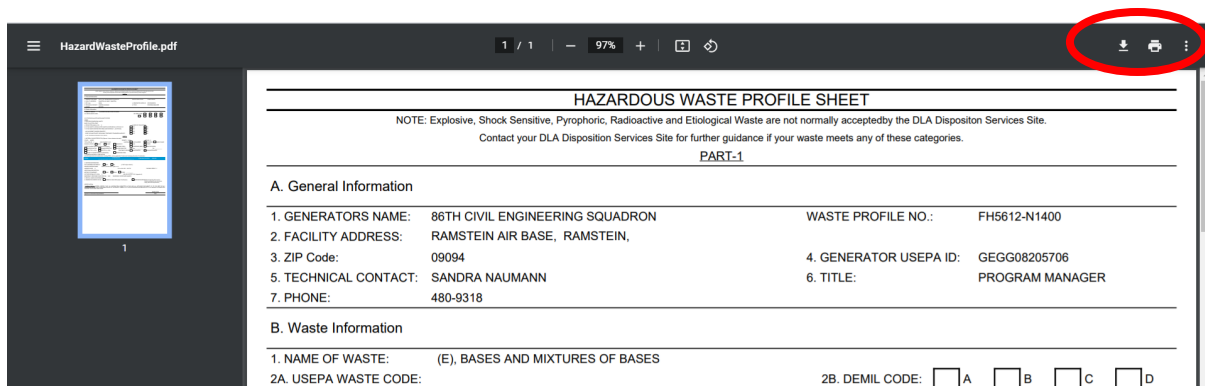 HazardWasteProfile.pdf
1 / 1 — 97% +
1
HAZARDOUS WASTE PROFILE SHEET
NOTE: Explosive, Shock Sensitive, Pyrophoric, Radioactive and Etiological Waste are not normally acceptedby the DLA Dispositon Services Site.
Contact your DLA Disposition Services Site for further guidance if your waste meets any of these categories.
PART-1
A. General Information
1. GENERATORS NAME: 86TH CIVIL ENGINEERING SQUADRON WASTE PROFILE NO.: FH5612-N1400
2. FACILITY ADDRESS: RAMSTEIN AIR BASE, RAMSTEIN,
3. ZIP Code: 09094 4. GENERATOR USEPA ID: GEGG08205706
5. TECHNICAL CONTACT: SANDRA NAUMANN 6. TITLE: PROGRAM MANAGER
7. PHONE: 480-9318
B. Waste Information
1. NAME OF WASTE: (E), BASES AND MIXTURES OF BASES
2A. USEPA WASTE CODE: 2B. DEMIL CODE: A B C D